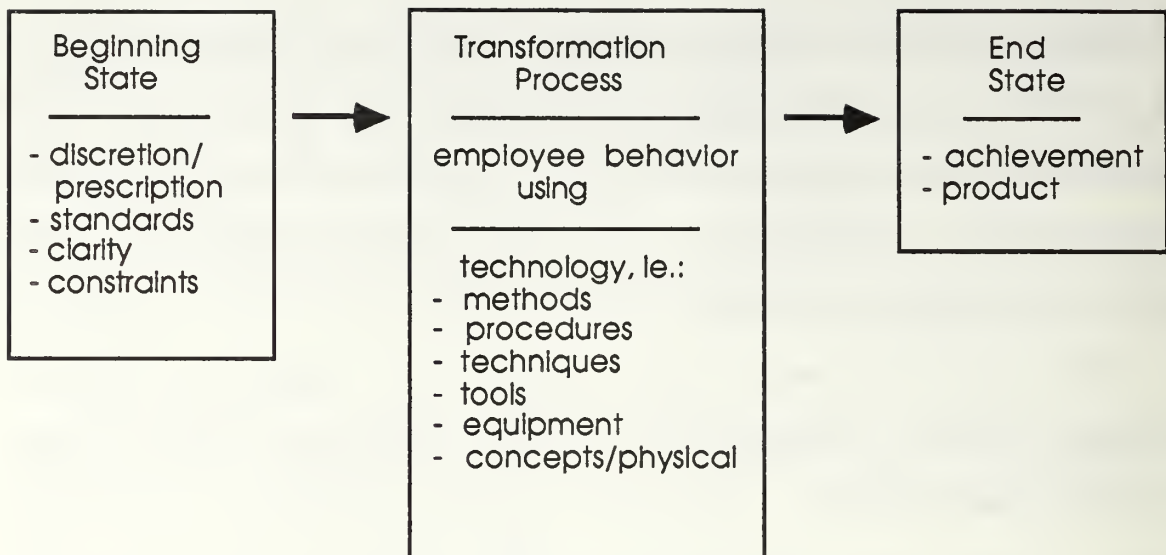 Beginning
State
- discretion/
prescription
- standards
- clarity
- constraints
Transformation
Process
employee behavior
using
technology, ie.:
- methods
- procedures
- techniques
- tools
- equipment
- concepts/physical
End
State
- achievement
- product